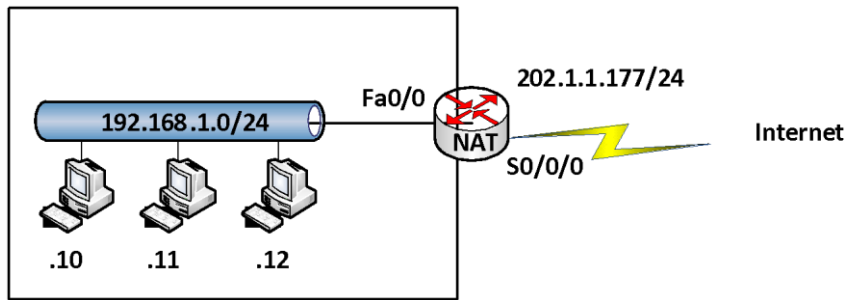 202.1.1.177/24
Fa0/0
192.168.1.0/24
NAT
Internet
S0/0/0
.10 .11 .12